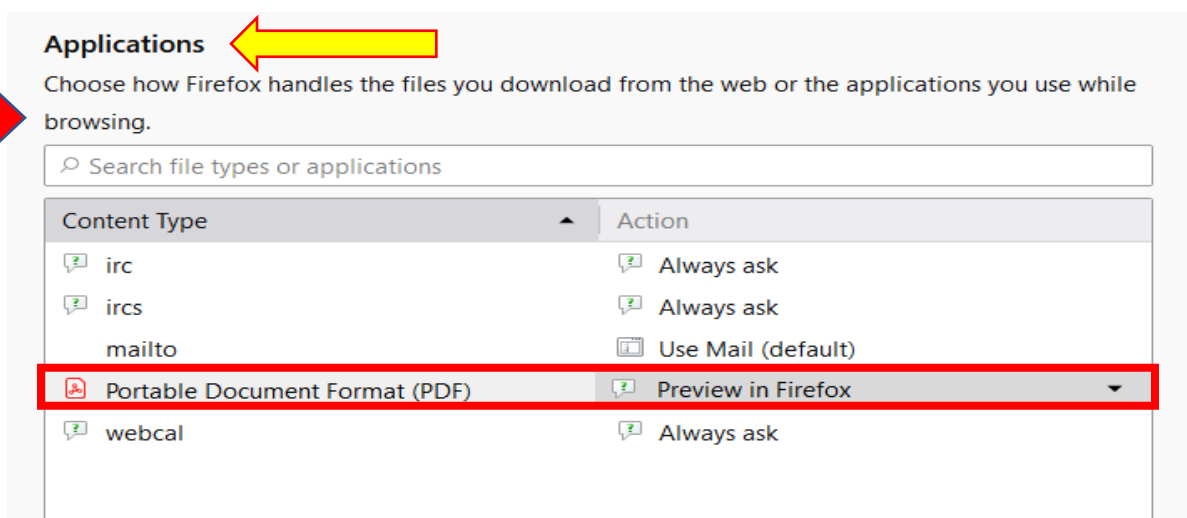 Applications
Choose how Firefox handles the files you download from the web or the applications you use while
browsing.
Search file types or applications
Content Type Action
irc Always ask
ircs Always ask
mailto Use Mail (default)
Portable Document Format (PDF) Preview in Firefox
webcal Always ask